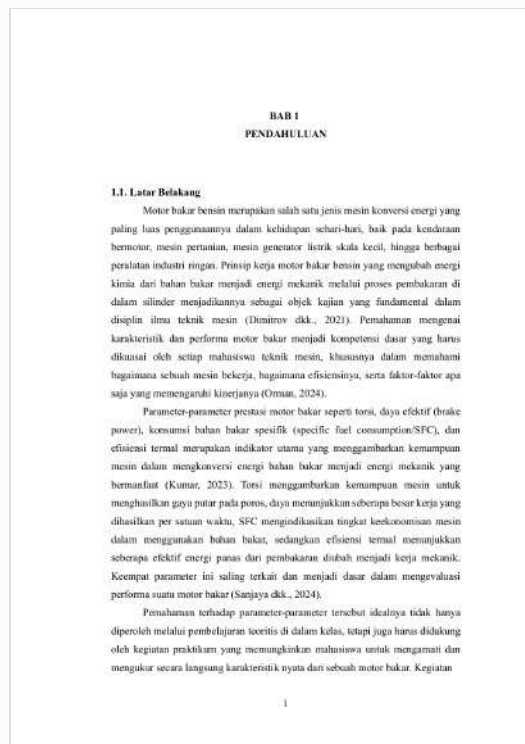 BAB 1
PENDAHULUAN
1.1. Latar Belakang
Motor bakar bensin merupakan salah satu jenis mesin konversi energi yang
paling luas penggunaannya dalam kehidupan sehari-hari, baik pada kendaraan
bermotor, mesin pertanian, mesin generator listrik skala kecil, hingga berbagai
peralatan industri ringan. Prinsip kerja motor bakar bensin yang mengubah energi
kimia dari bahan bakar menjadi energi mekanik melalui proses pembakaran di
dalam silinder menjadikannya sebagai objek kajian yang fundamental dalam
disiplin ilmu teknik mesin (Dimitrov dkk., 2021). Pemahaman mengenai
karakteristik dan performa motor bakar menjadi kompetensi dasar yang harus
dikuasai oleh setiap mahasiswa teknik mesin, khususnya dalam memahami
bagaimana sebuah mesin bekerja, bagaimana efisiensinya, serta faktor-faktor apa
saja yang memengaruhi kinerjanya (Orman, 2024).
Parameter-parameter prestasi motor bakar seperti torsi, daya efektif (brake
power), konsumsi bahan bakar spesifik (specific fuel consumption/SFC), dan
efisiensi termal merupakan indikator utama yang menggambarkan kemampuan
mesin dalam mengkonversi energi bahan bakar menjadi energi mekanik yang
bermanfaat (Kumar, 2023). Torsi menggambarkan kemampuan mesin untuk
menghasilkan gaya putar pada poros, daya menunjukkan seberapa besar kerja yang
dihasilkan per satuan waktu, SFC mengindikasikan tingkat keekonomisan mesin
dalam menggunakan bahan bakar, sedangkan efisiensi termal menunjukkan
seberapa efektif energi panas dari pembakaran diubah menjadi kerja mekanik.
Keempat parameter ini saling terkait dan menjadi dasar dalam mengevaluasi
performa suatu motor bakar (Sanjaya dkk., 2024).
Pemahaman terhadap parameter-parameter tersebut idealnya tidak hanya
diperoleh melalui pembelajaran teoritis di dalam kelas, tetapi juga harus didukung
oleh kegiatan praktikum yang memungkinkan mahasiswa untuk mengamati dan
mengukur secara langsung karakteristik nyata dari sebuah motor bakar. Kegiatan
1